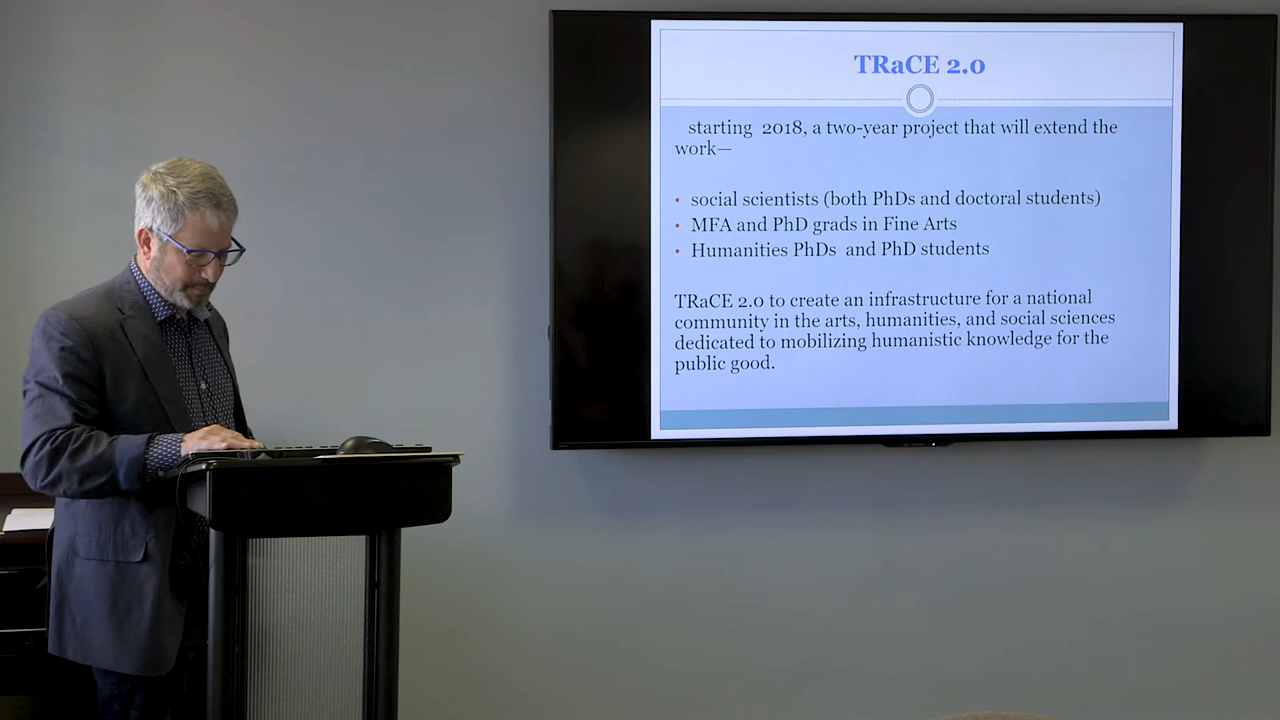 TRaCE 2.0
starting 2018, a two-year project that will extend the
work—
• social scientists (both PhDs and doctoral students)
• MFA and PhD grads in Fine Arts
• Humanities PhDs and PhD students
TRaCE 2.0 to create an infrastructure for a national
community in the arts, humanities, and social sciences
dedicated to mobilizing humanistic knowledge for the
public good.